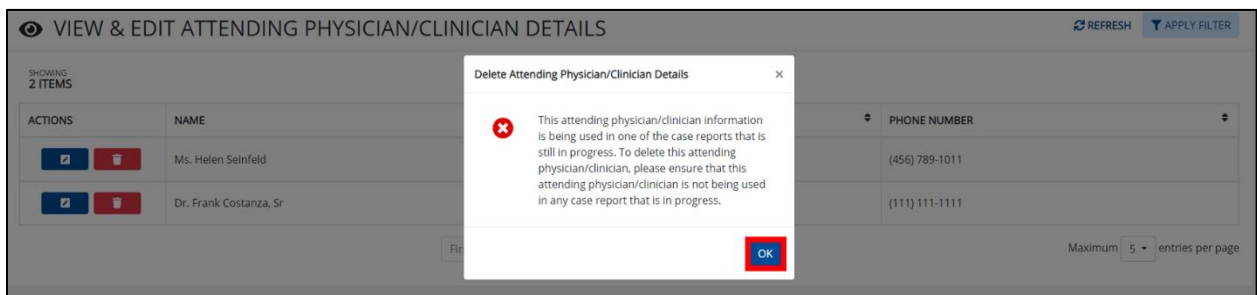 VIEW & EDIT ATTENDING PHYSICIAN/CLINICIAN DETAILS
REFRESH
APPLY FILTER
SHOWING
2 ITEMS
Delete Attending Physician/Clinician Details
×
This attending physician/clinician information
is being used in one of the case reports that is
still in progress. To delete this attending
physician/clinician, please ensure that this
attending physician/clinician is not being used
in any case report that is in progress.
OK
ACTIONS NAME PHONE NUMBER
Ms. Helen Seinfeld (456) 789-1011
Dr. Frank Costanza, Sr (111) 111-1111
Maximum 5 entries per page